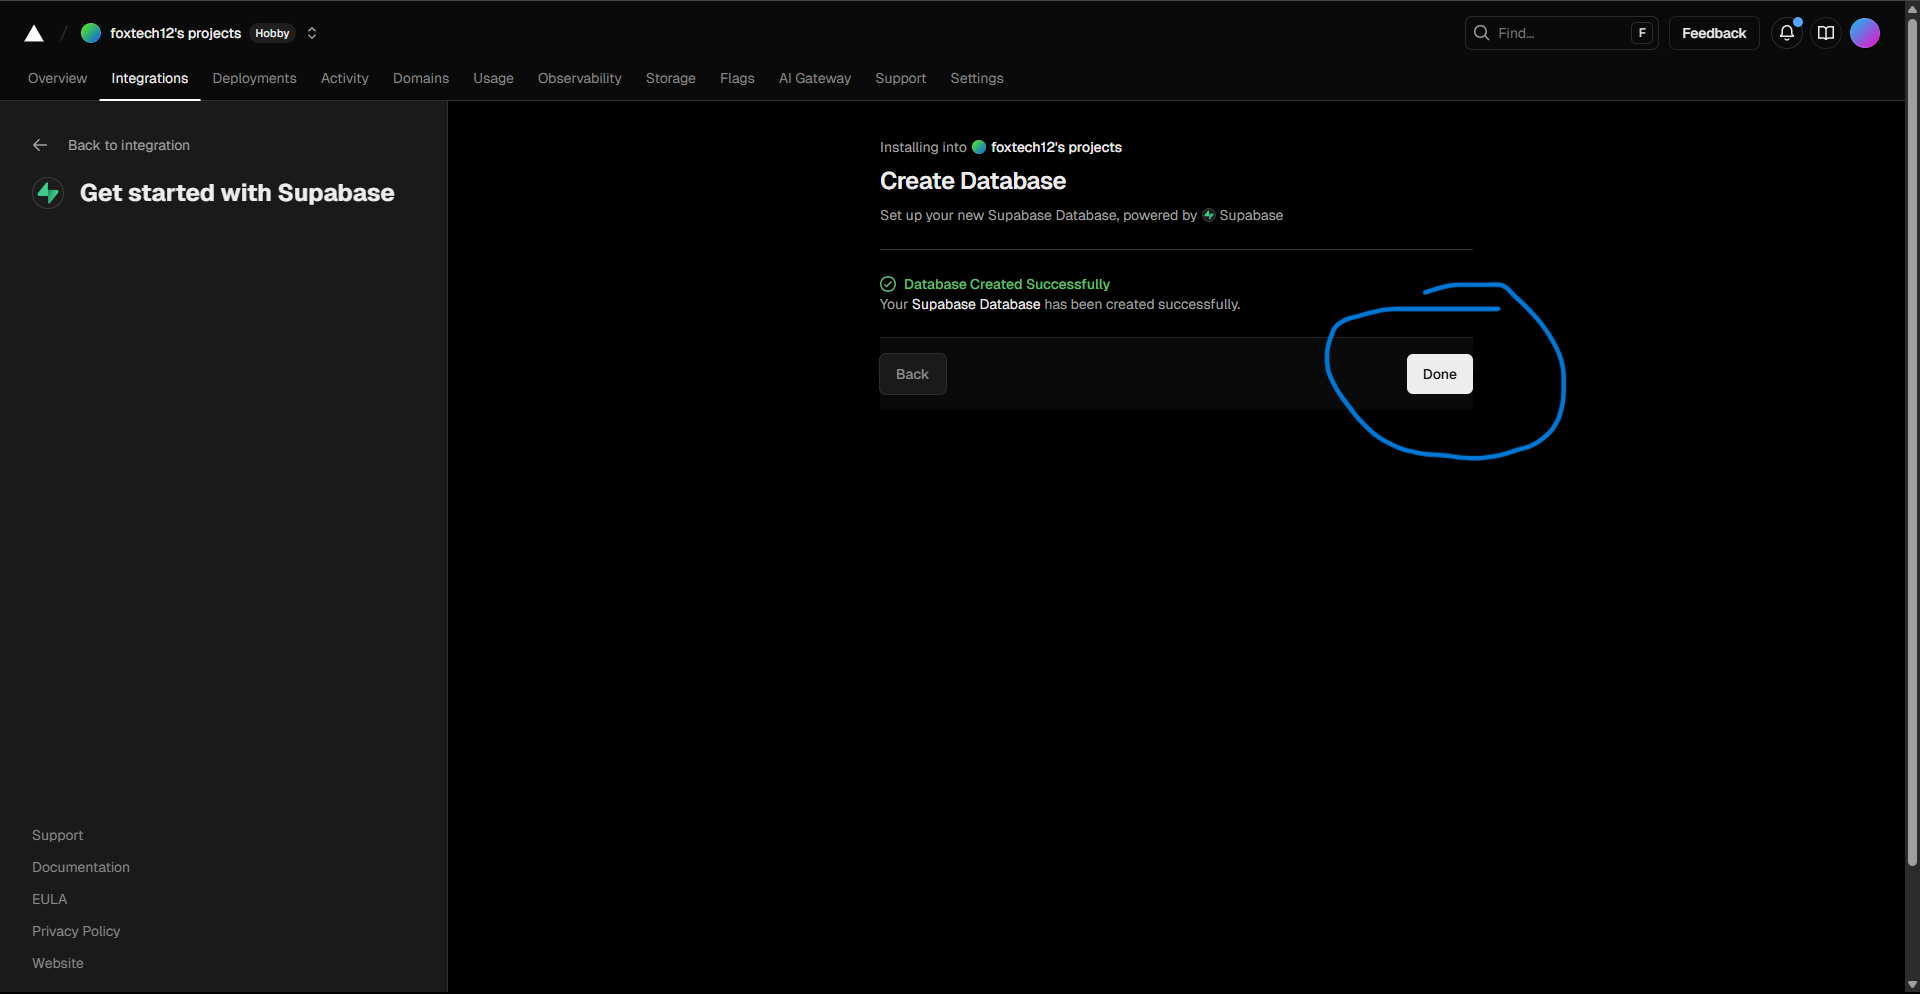 foxtech12's projects Hobby
Find... F
Feedback
Overview Integrations Deployments Activity Domains Usage Observability Storage Flags AI Gateway Support Settings
Back to integration
Get started with Supabase
Installing into foxtech12's projects
Create Database
Set up your new Supabase Database, powered by Supabase
Database Created Successfully
Your Supabase Database has been created successfully.
Back
Done
Support
Documentation
EULA
Privacy Policy
Website